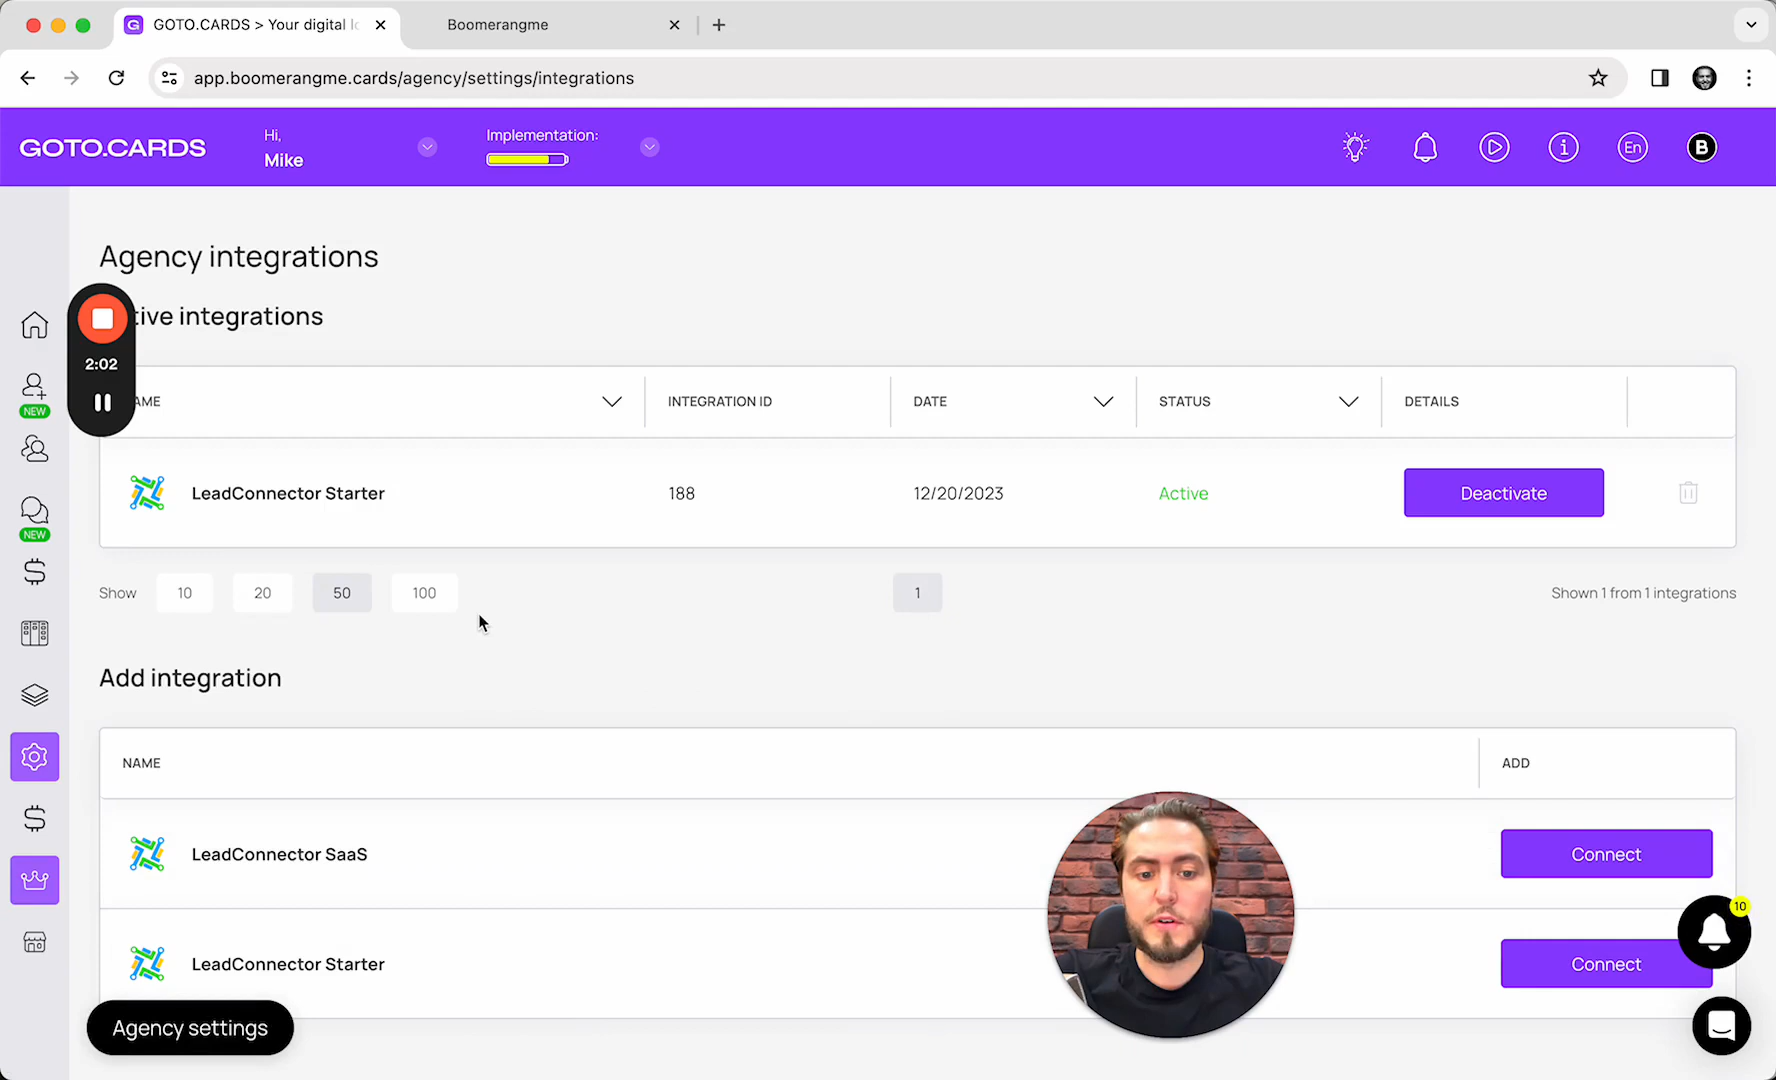 GOTO.CARDS > Your digital l
Boomerangme
app.boomerangme.cards/agency/settings/integrations
GOTO.CARDS
Hi,
Mike
Implementation:
En
B
Agency integrations
tive integrations
2:02
AME
INTEGRATION ID
DATE
STATUS
DETAILS
LeadConnector Starter
188
12/20/2023
Active
Deactivate
NEW
NEW
Show
10
20
50
100
1
Shown 1 from 1 integrations
Add integration
NAME
ADD
LeadConnector SaaS
Connect
10
LeadConnector Starter
Connect
Agency settings